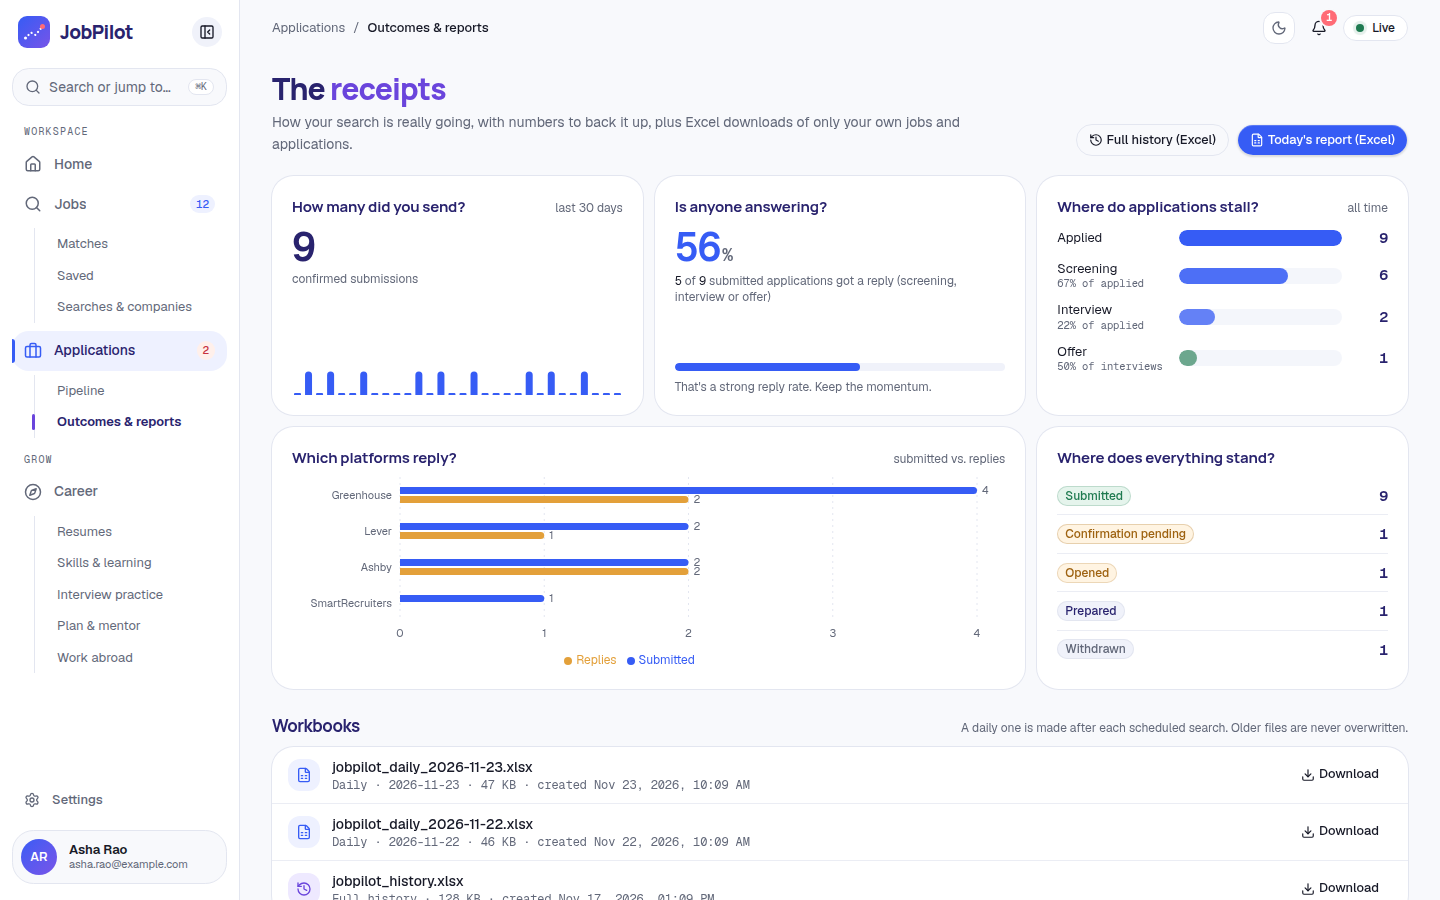 JobPilot
Search or jump to...
⌘K
WORKSPACE
Home
Jobs
12
Matches
Saved
Searches & companies
Applications
2
Pipeline
Outcomes & reports
GROW
Career
Resumes
Skills & learning
Interview practice
Plan & mentor
Work abroad
Settings
AR
Asha Rao
asha.rao@example.com
Applications / Outcomes & reports
1
Live
The receipts
How your search is really going, with numbers to back it up, plus Excel downloads of only your own jobs and
applications.
Full history (Excel)
Today's report (Excel)
How many did you send?
last 30 days
9
confirmed submissions
Is anyone answering?
56%
5 of 9 submitted applications got a reply (screening,
interview or offer)
That's a strong reply rate. Keep the momentum.
Where do applications stall?
all time
Applied
9
Screening
67% of applied
6
Interview
22% of applied
2
Offer
50% of interviews
1
Which platforms reply?
submitted vs. replies
Greenhouse
4
2
Lever
2
1
Ashby
2
2
SmartRecruiters
1
0 1 2 3 4
Replies
Submitted
Where does everything stand?
Submitted
9
Confirmation pending
1
Opened
1
Prepared
1
Withdrawn
1
Workbooks
A daily one is made after each scheduled search. Older files are never overwritten.
jobpilot_daily_2026-11-23.xlsx
Daily · 2026-11-23 · 47 KB · created Nov 23, 2026, 10:09 AM
Download
jobpilot_daily_2026-11-22.xlsx
Daily · 2026-11-22 · 46 KB · created Nov 22, 2026, 10:09 AM
Download
jobpilot_history.xlsx
Full history · 128 KB · created Nov 17, 2026, 01:09 PM
Download